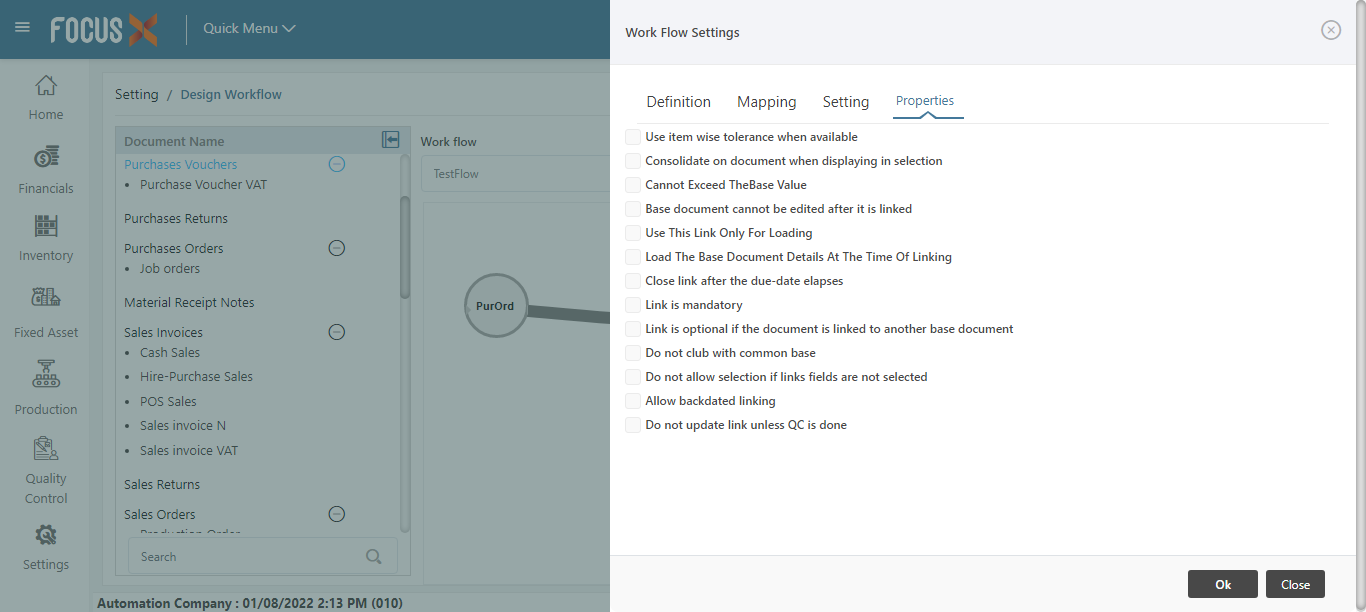 FOCUS X
Quick Menu
Home
Financials
Inventory
Fixed Asset
Production
Quality
Control
Settings
Setting / Design Workflow
Document Name
Purchases Vouchers
• Purchase Voucher VAT
Purchases Returns
Purchases Orders
• Job orders
Material Receipt Notes
Sales Invoices
• Cash Sales
• Hire-Purchase Sales
• POS Sales
• Sales invoice N
• Sales invoice VAT
Sales Returns
Sales Orders
• Production Order
Search
Work flow
TestFlow
PurOrd
Automation Company : 01/08/2022 2:13 PM (010)
Work Flow Settings
Definition Mapping Setting Properties
Use item wise tolerance when available
Consolidate on document when displaying in selection
Cannot Exceed TheBase Value
Base document cannot be edited after it is linked
Use This Link Only For Loading
Load The Base Document Details At The Time Of Linking
Close link after the due-date elapses
Link is mandatory
Link is optional if the document is linked to another base document
Do not club with common base
Do not allow selection if links fields are not selected
Allow backdated linking
Do not update link unless QC is done
Ok Close